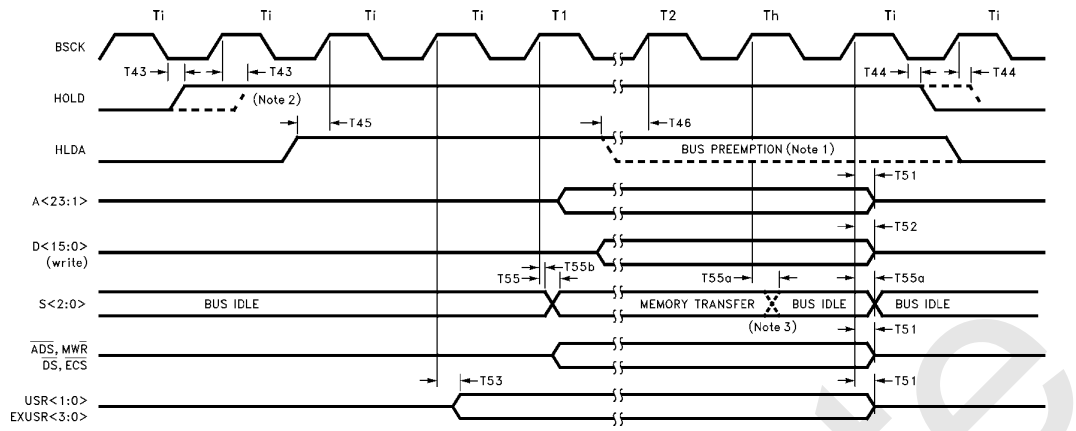 Ti Ti Ti Ti T1 T2 Th Ti Ti
BSCK
T43 T43 T44 T44
HOLD (Note 2)
T45 T46
HLDA BUS PREEMPTION (Note 1)
T51
A<23:1>
T52
D<15:0>
(write)
T55b
T55 T55a T55a
S<2:0> BUS IDLE MEMORY TRANSFER BUS IDLE BUS IDLE
(Note 3)
T51
ADS, MWR
DS, ECS
T53 T51
USR<1:0>
EXUSR<3:0>